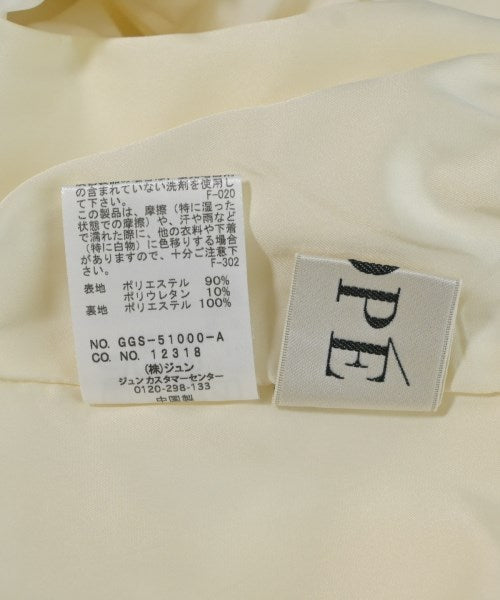 の含まれていない洗剤を使用し
て下さい。
F-020
この製品は、摩擦（特に湿った
状態での摩擦）や、汗や雨など
で濡れた際に、他の衣料や下着
（特に白物）に色移りする場合
がありますので、十分ご注意下
さい。
F-302
表地 ポリエステル 90%
ポリウレタン 10%
裏地 ポリエステル 100%
NO. GGS-51000-A
CO. NO. 12318
(株)ジュン
ジュン カスタマーセンター
0120-298-133
中国製
OPÉ